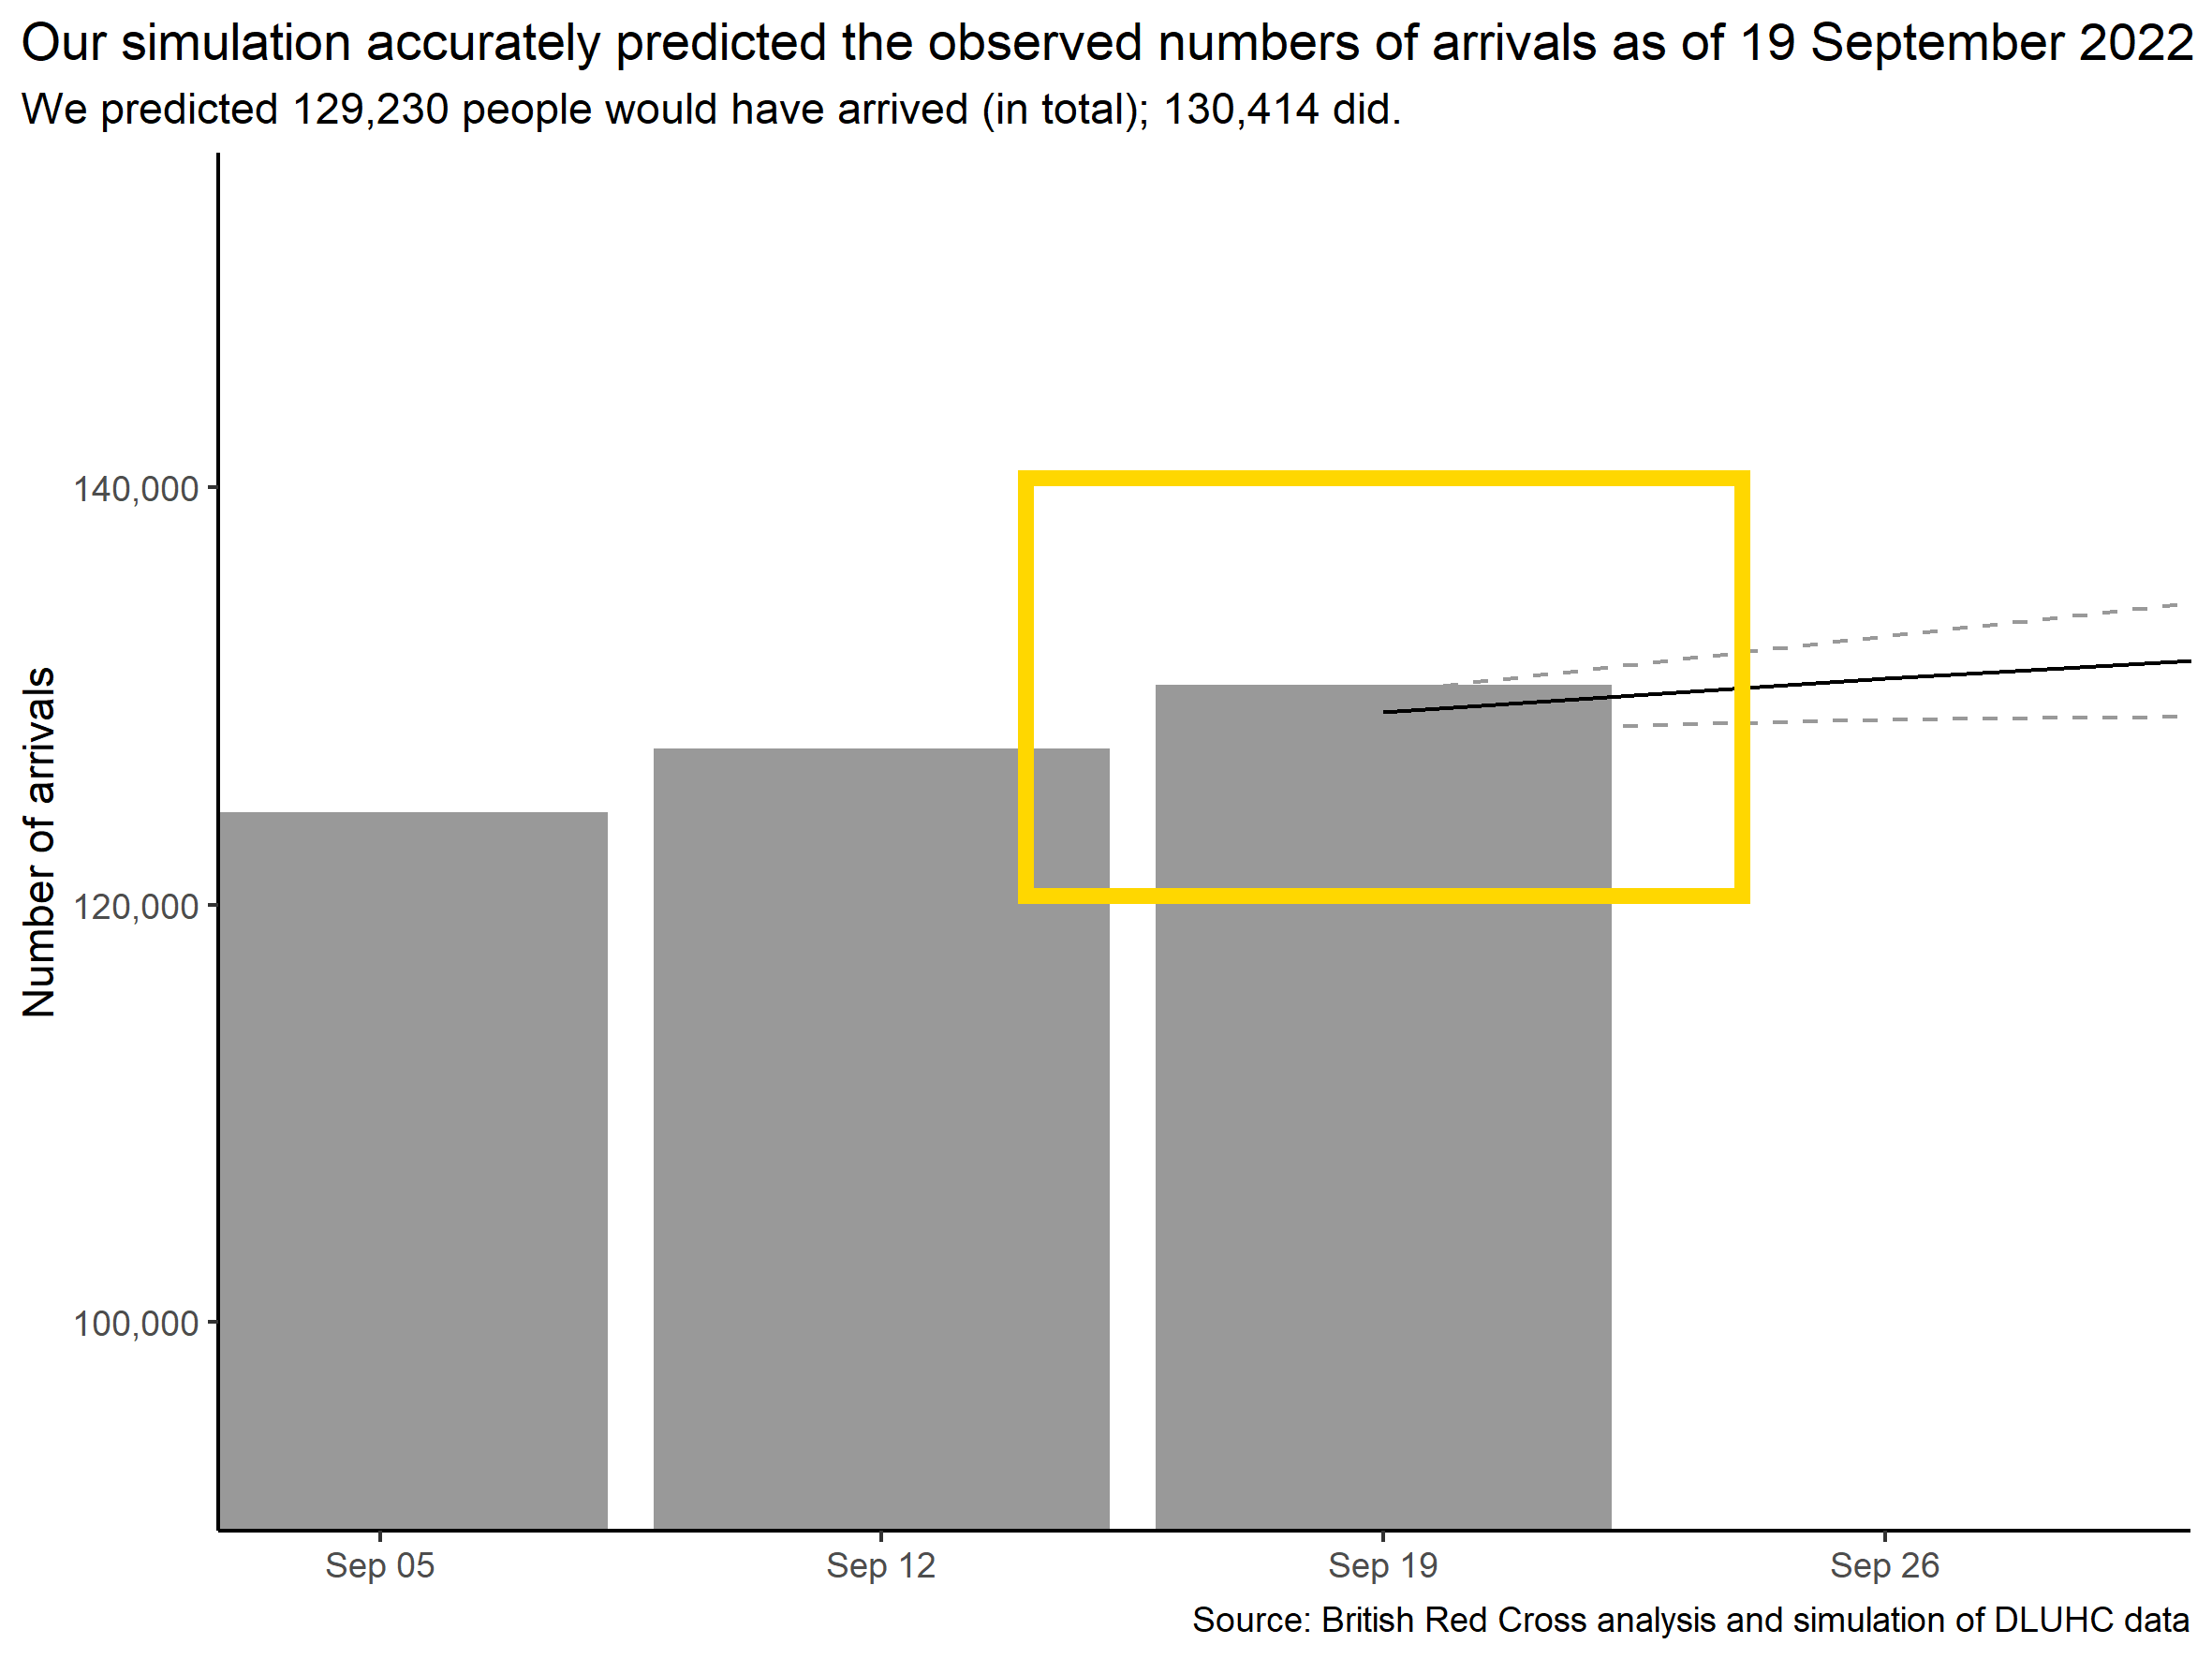 Our simulation accurately predicted the observed numbers of arrivals as of 19 September 2022
We predicted 129,230 people would have arrived (in total); 130,414 did.
Number of arrivals
140,000
120,000
100,000
Sep 05
Sep 12
Sep 19
Sep 26
Source: British Red Cross analysis and simulation of DLUHC data